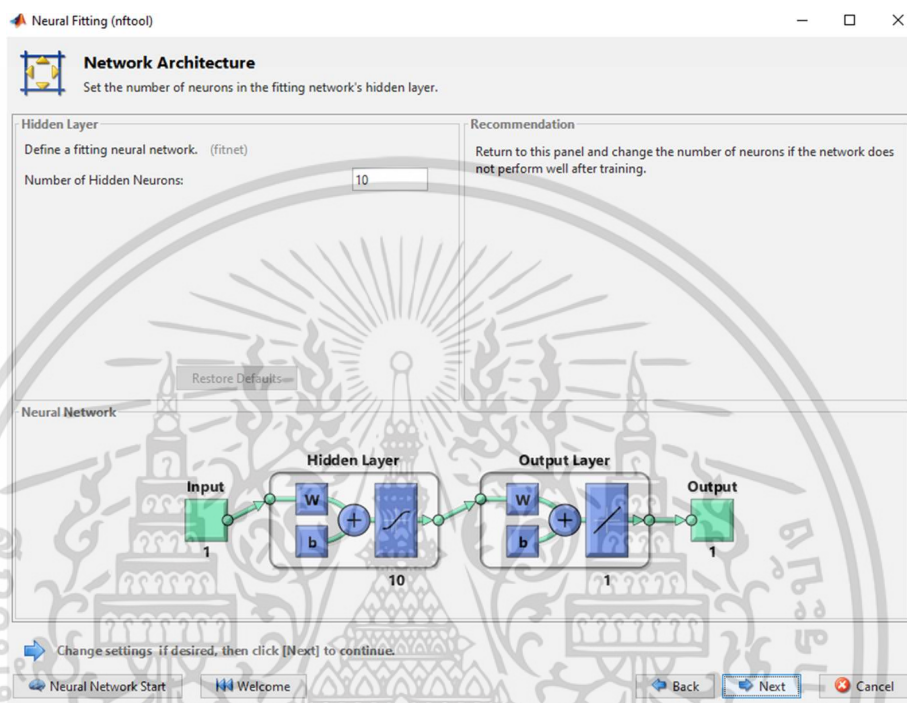 Neural Fitting (nftool)
Network Architecture
Set the number of neurons in the fitting network's hidden layer.
Hidden Layer
Define a fitting neural network. (fitnet)
Number of Hidden Neurons: 10
Restore Defaults
Recommendation
Return to this panel and change the number of neurons if the network does
not perform well after training.
Neural Network
Hidden Layer
Output Layer
Input
Output
W
b
+
W
b
+
1
10
1
1
Change settings if desired, then click [Next] to continue.
Neural Network Start
Welcome
Back
Next
Cancel